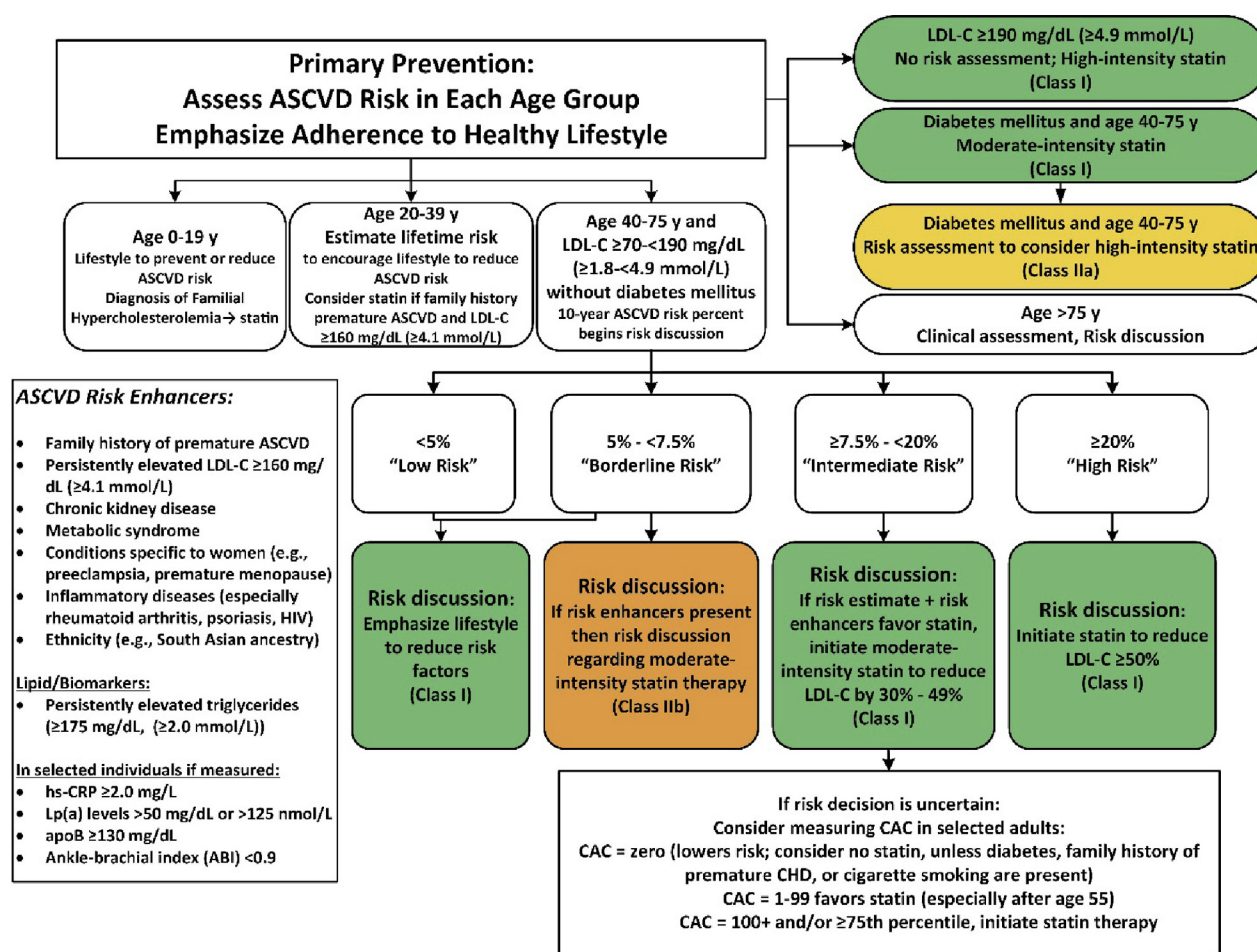 Primary Prevention:
Assess ASCVD Risk in Each Age Group
Emphasize Adherence to Healthy Lifestyle
LDL-C ≥190 mg/dL (≥4.9 mmol/L)
No risk assessment; High-intensity statin
(Class I)
Diabetes mellitus and age 40-75 y
Moderate-intensity statin
(Class I)
Diabetes mellitus and age 40-75 y
Risk assessment to consider high-intensity statin
(Class IIa)
Age >75 y
Clinical assessment, Risk discussion
Age 0-19 y
Lifestyle to prevent or reduce
ASCVD risk
Diagnosis of Familial
Hypercholesterolemia→ statin
Age 20-39 y
Estimate lifetime risk
to encourage lifestyle to reduce
ASCVD risk
Consider statin if family history
premature ASCVD and LDL-C
≥160 mg/dL (≥4.1 mmol/L)
Age 40-75 y and
LDL-C ≥70-<190 mg/dL
(≥1.8-<4.9 mmol/L)
without diabetes mellitus
10-year ASCVD risk percent
begins risk discussion
ASCVD Risk Enhancers:
• Family history of premature ASCVD
• Persistently elevated LDL-C ≥160 mg/
dL (≥4.1 mmol/L)
• Chronic kidney disease
• Metabolic syndrome
• Conditions specific to women (e.g.,
preeclampsia, premature menopause)
• Inflammatory diseases (especially
rheumatoid arthritis, psoriasis, HIV)
• Ethnicity (e.g., South Asian ancestry)
Lipid/Biomarkers:
• Persistently elevated triglycerides
(≥175 mg/dL, (≥2.0 mmol/L))
In selected individuals if measured:
• hs-CRP ≥2.0 mg/L
• Lp(a) levels >50 mg/dL or >125 nmol/L
• apoB ≥130 mg/dL
• Ankle-brachial index (ABI) <0.9
<5%
“Low Risk”
5% - <7.5%
“Borderline Risk”
≥7.5% - <20%
“Intermediate Risk”
≥20%
“High Risk”
Risk discussion:
Emphasize lifestyle
to reduce risk
factors
(Class I)
Risk discussion:
If risk enhancers present
then risk discussion
regarding moderate-
intensity statin therapy
(Class IIb)
Risk discussion:
If risk estimate + risk
enhancers favor statin,
initiate moderate-
intensity statin to reduce
LDL-C by 30% - 49%
(Class I)
Risk discussion:
Initiate statin to reduce
LDL-C ≥50%
(Class I)
If risk decision is uncertain:
Consider measuring CAC in selected adults:
CAC = zero (lowers risk; consider no statin, unless diabetes, family history of
premature CHD, or cigarette smoking are present)
CAC = 1-99 favors statin (especially after age 55)
CAC = 100+ and/or ≥75th percentile, initiate statin therapy